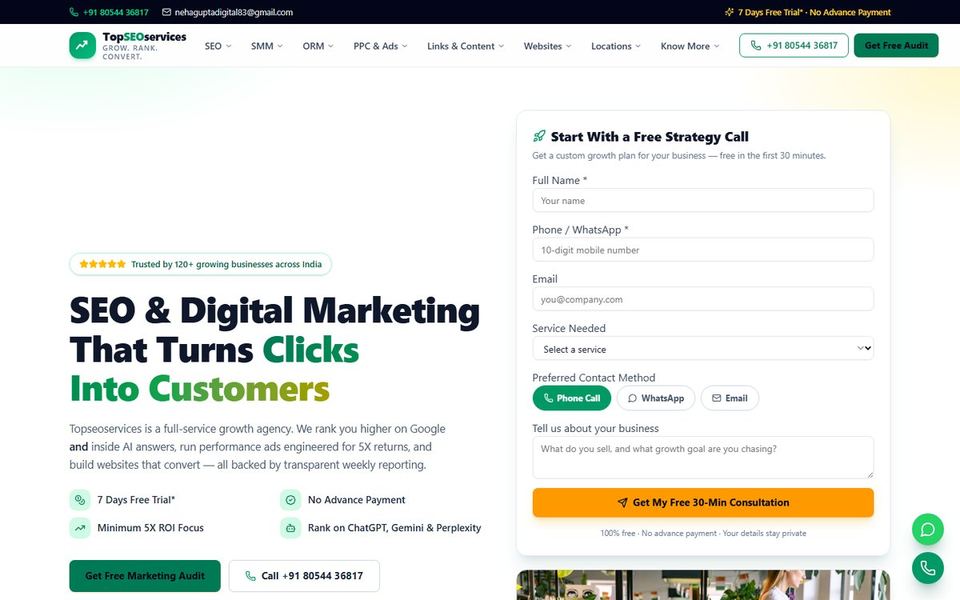 +91 80544 36817 nehaguptadigital83@gmail.com 7 Days Free Trial* · No Advance Payment
TopSEOservices
GROW. RANK.
CONVERT.
SEO SMM ORM PPC & Ads Links & Content Websites Locations Know More +91 80544 36817 Get Free Audit
Trusted by 120+ growing businesses across India
SEO & Digital Marketing
That Turns Clicks
Into Customers
Topseoservices is a full-service growth agency. We rank you higher on Google
and inside AI answers, run performance ads engineered for 5X returns, and
build websites that convert — all backed by transparent weekly reporting.
7 Days Free Trial* No Advance Payment
Minimum 5X ROI Focus Rank on ChatGPT, Gemini & Perplexity
Get Free Marketing Audit Call +91 80544 36817
Start With a Free Strategy Call
Get a custom growth plan for your business — free in the first 30 minutes.
Full Name *
Your name
Phone / WhatsApp *
10-digit mobile number
Email
you@company.com
Service Needed
Select a service
Preferred Contact Method
Phone Call WhatsApp Email
Tell us about your business
What do you sell, and what growth goal are you chasing?
Get My Free 30-Min Consultation
100% free · No advance payment · Your details stay private